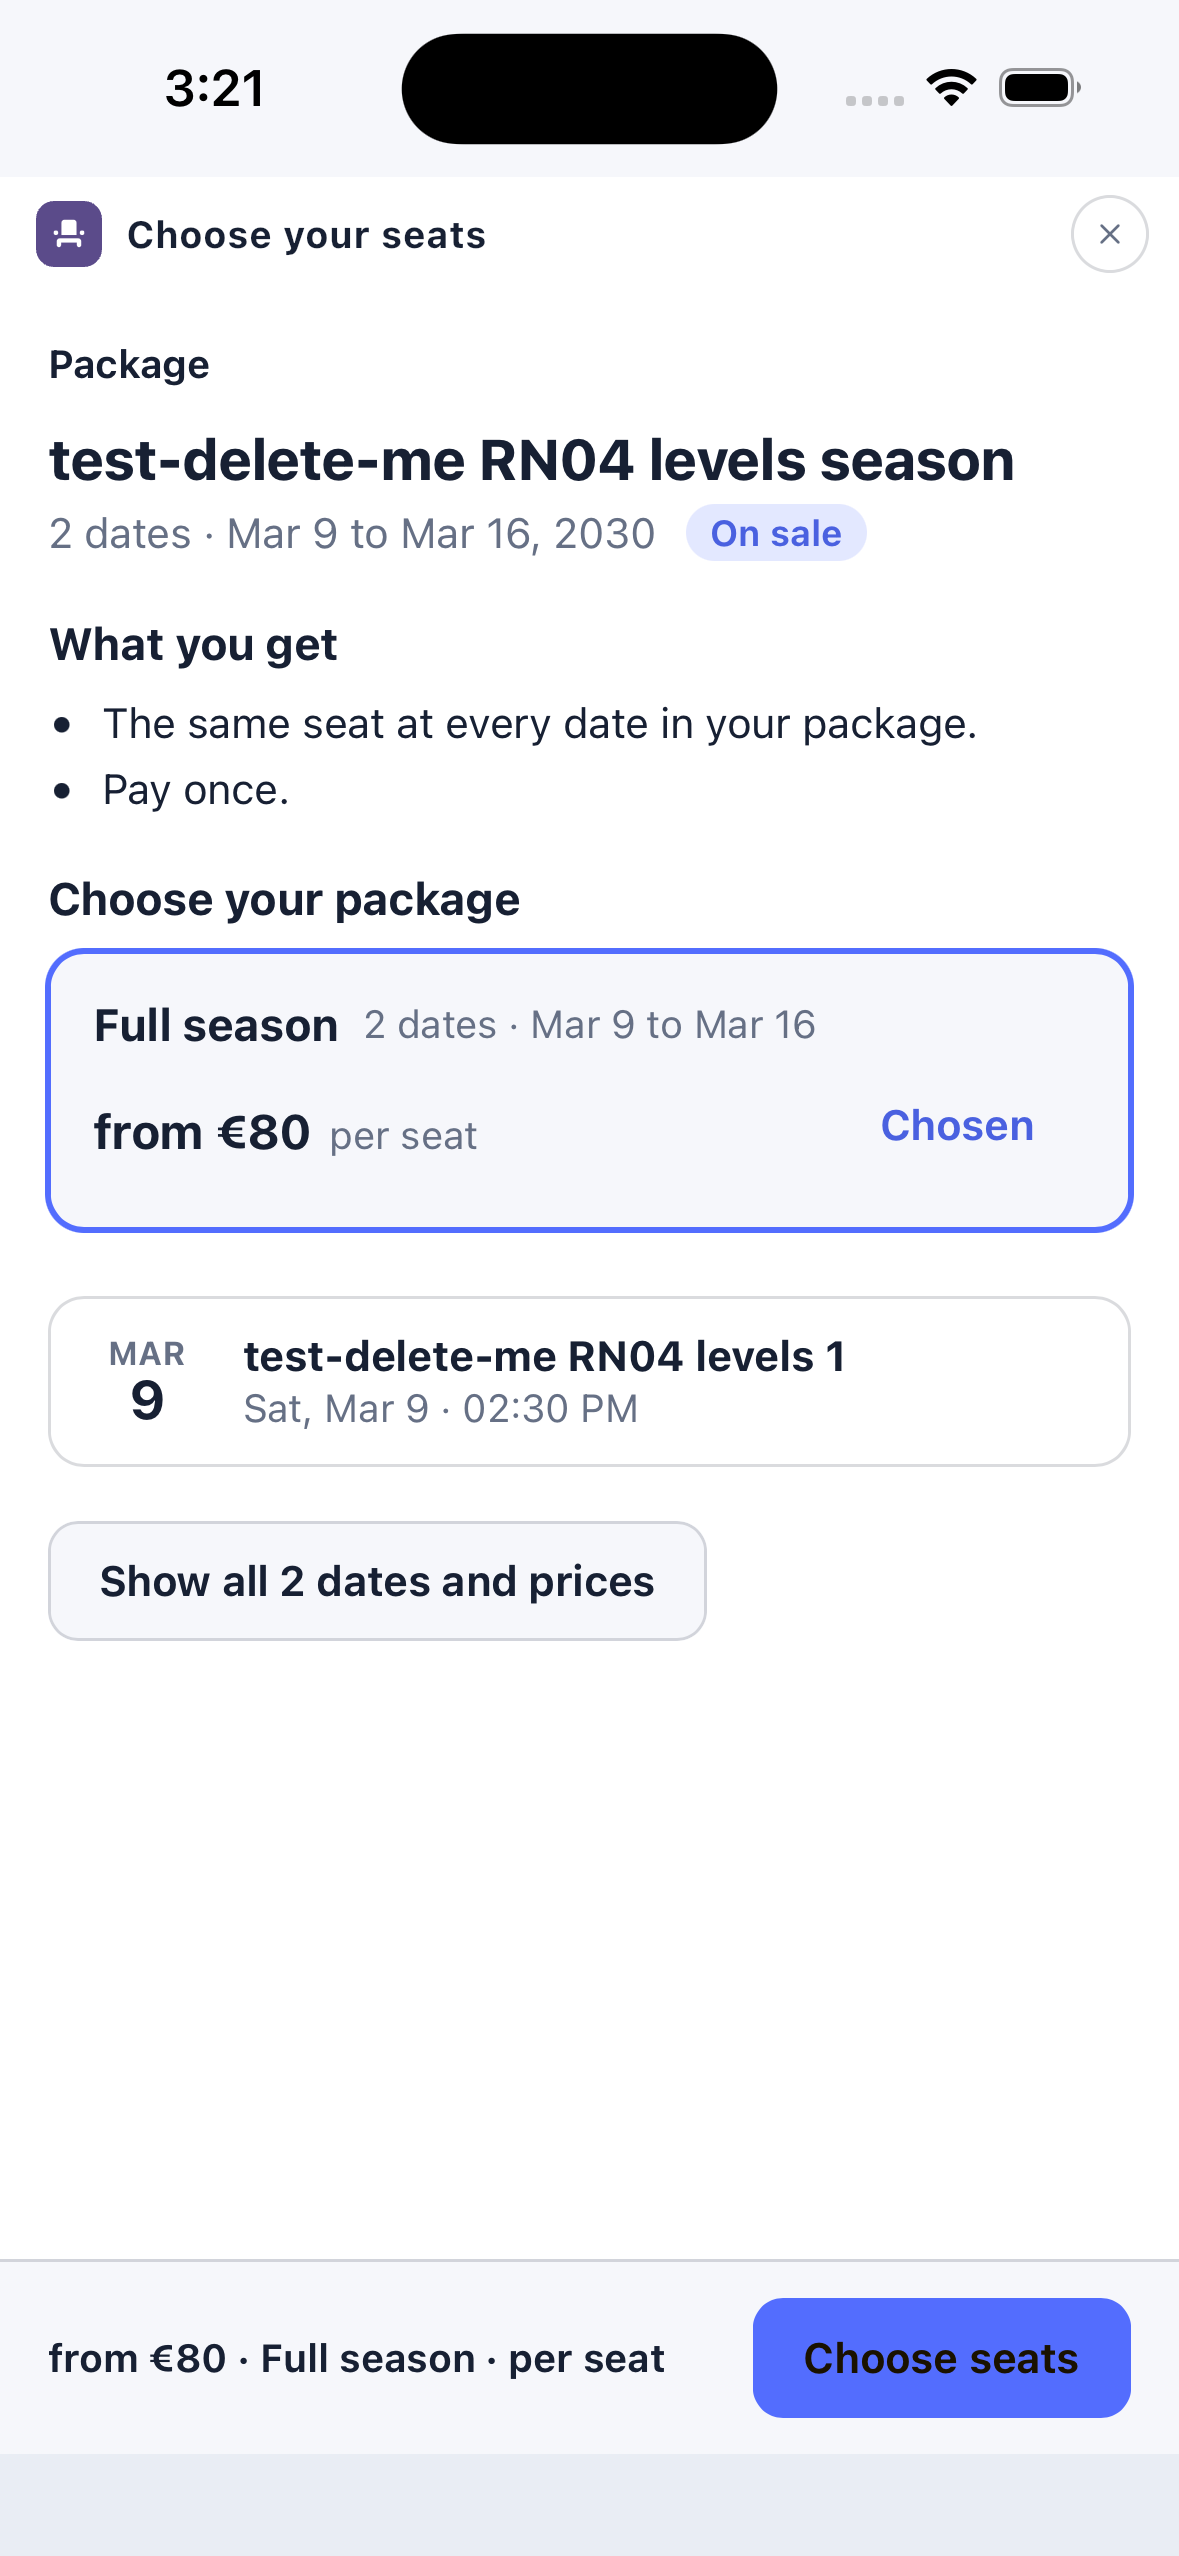 3:21
Choose your seats
Package
test-delete-me RN04 levels season
2 dates · Mar 9 to Mar 16, 2030 On sale
What you get
• The same seat at every date in your package.
• Pay once.
Choose your package
Full season 2 dates · Mar 9 to Mar 16
from €80 per seat Chosen
MAR
9
test-delete-me RN04 levels 1
Sat, Mar 9 · 02:30 PM
Show all 2 dates and prices
from €80 · Full season · per seat Choose seats